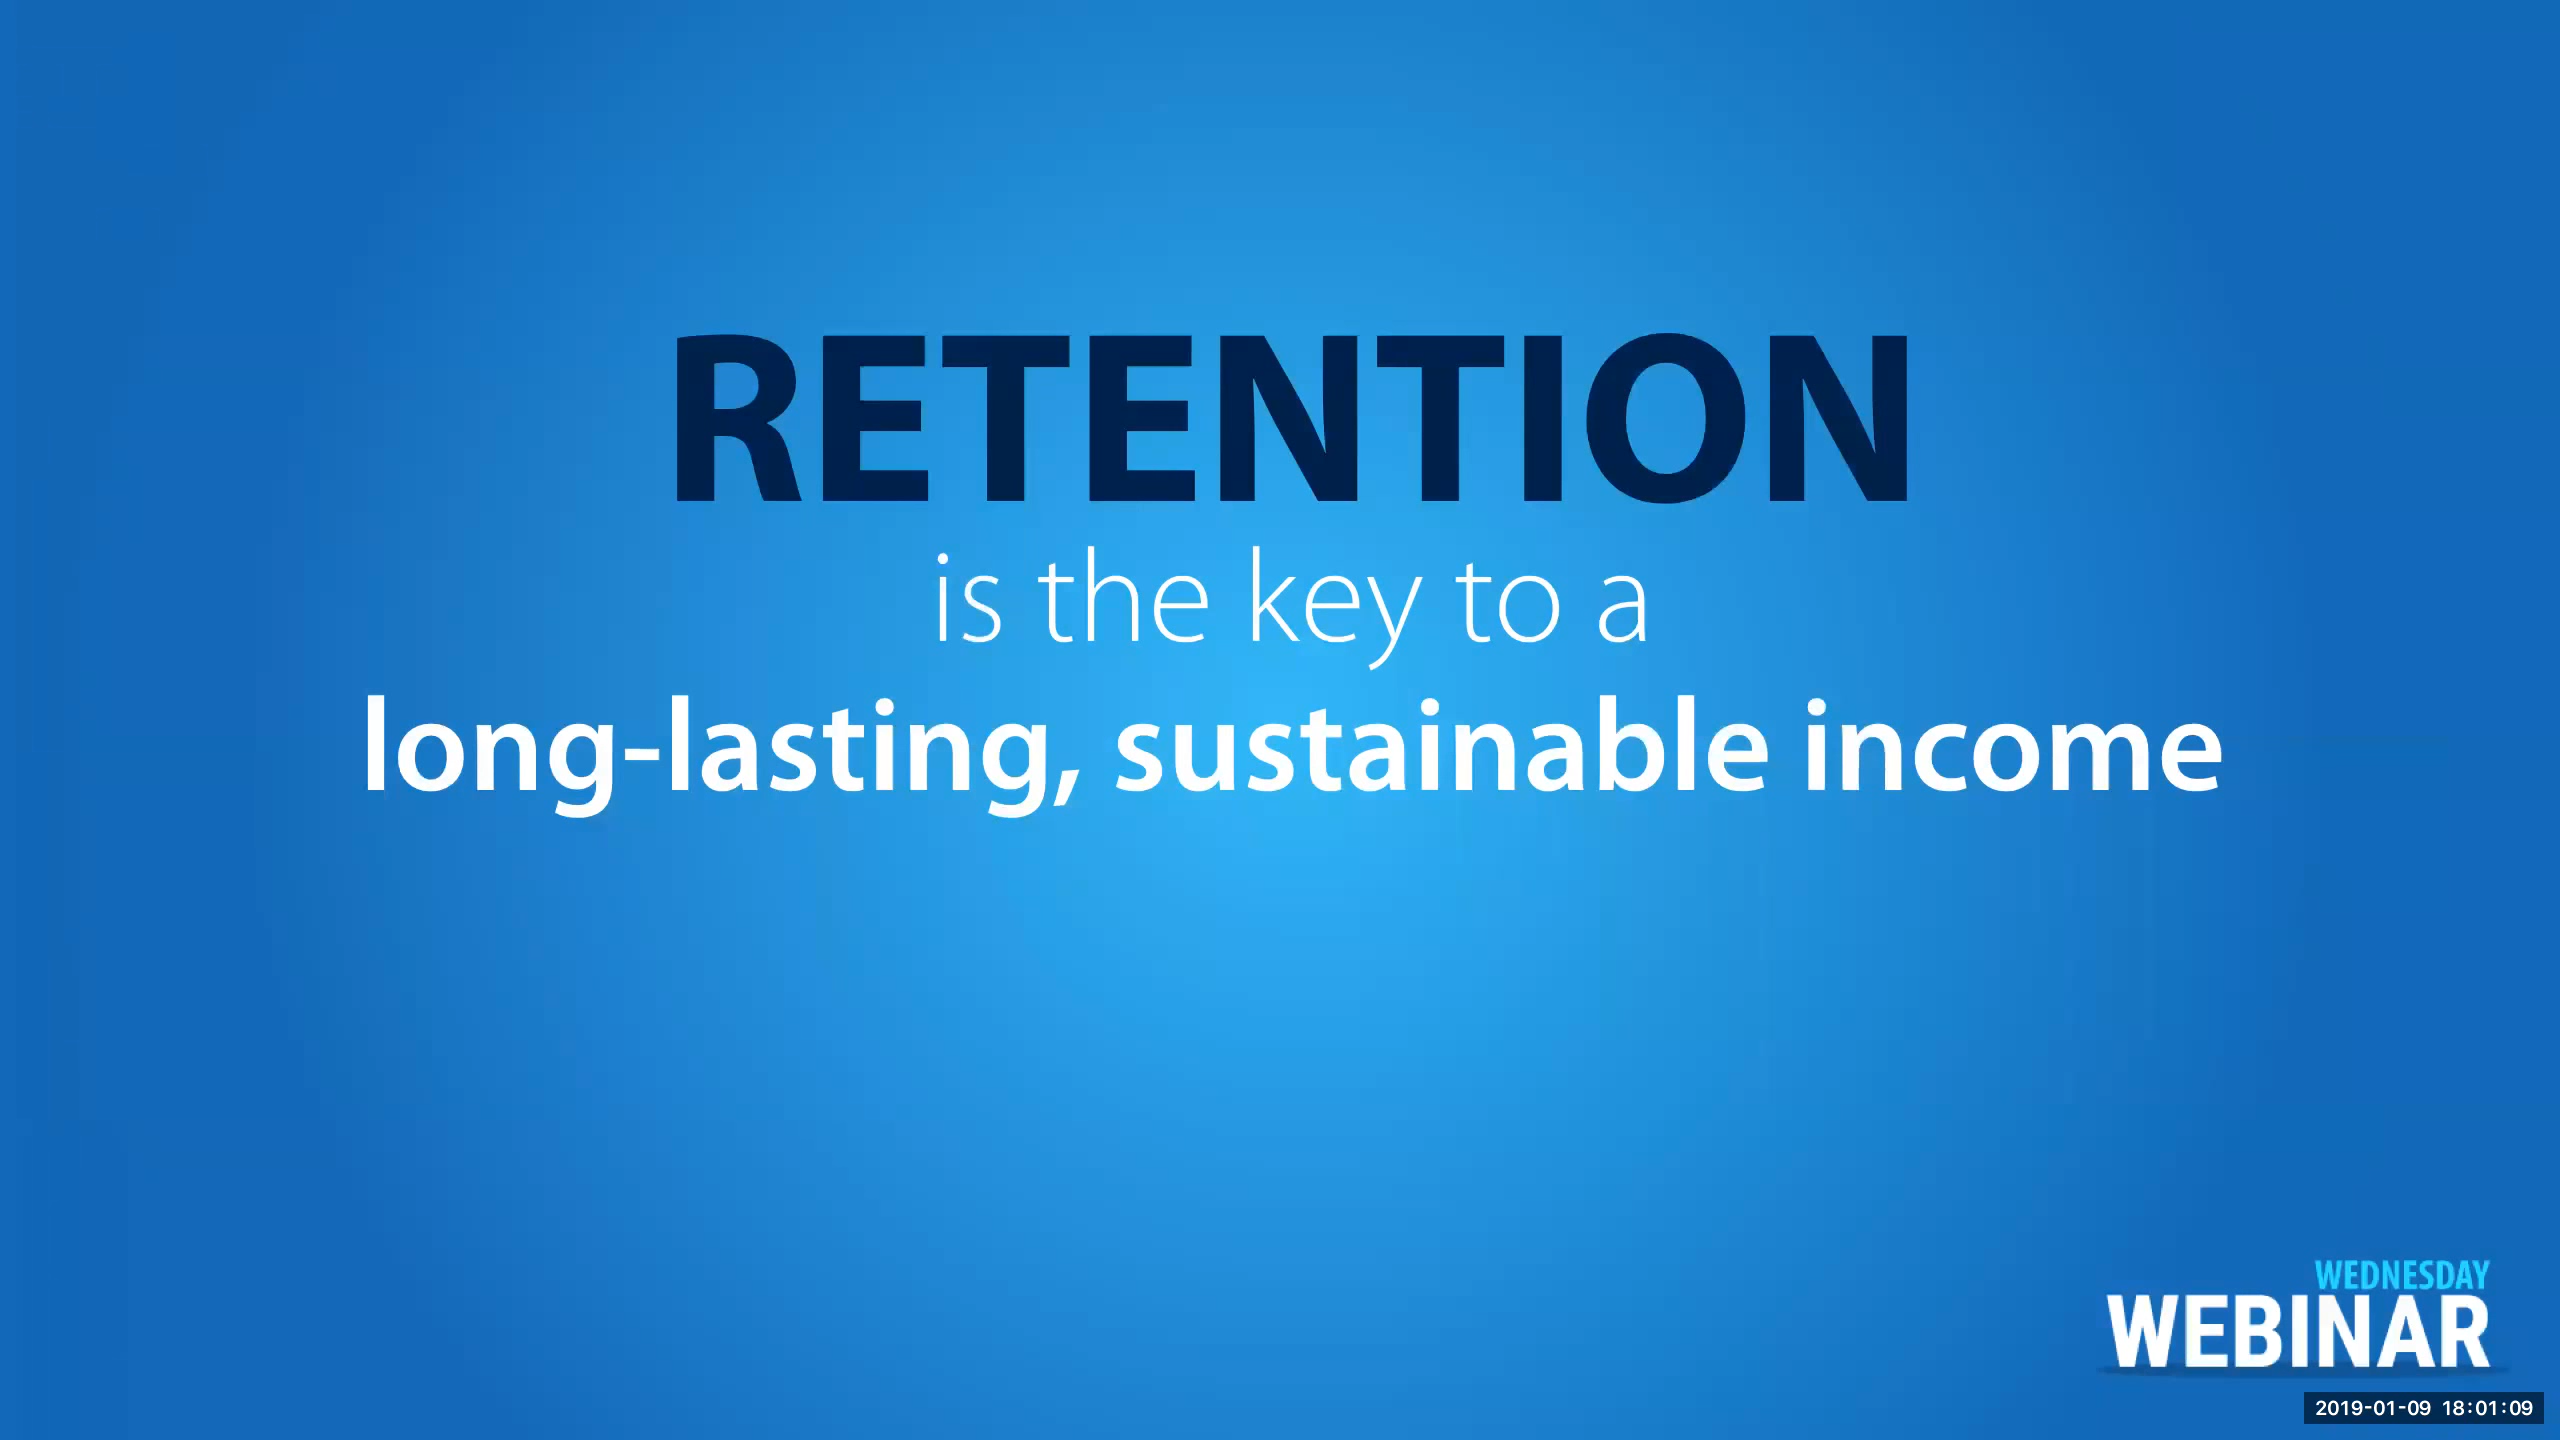 RETENTION
is the key to a
long-lasting, sustainable income
WEDNESDAY
WEBINAR
2019-01-09 18:01:09